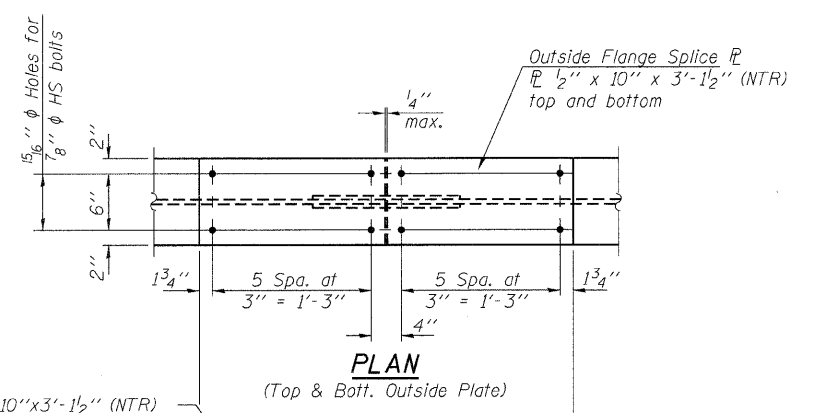 15/16" ϕ Holes for
7/8" ϕ HS bolts
2"
6"
2"
1/4"
max.
Outside Flange Splice ℄
℄ 1/2" x 10" x 3'-1 1/2" (NTR)
top and bottom
1 3/4"
5 Spa. at
3" = 1'-3"
5 Spa. at
3" = 1'-3"
1 3/4"
4"
PLAN
(Top & Bott. Outside Plate)
10"x3'-1 1/2" (NTR)